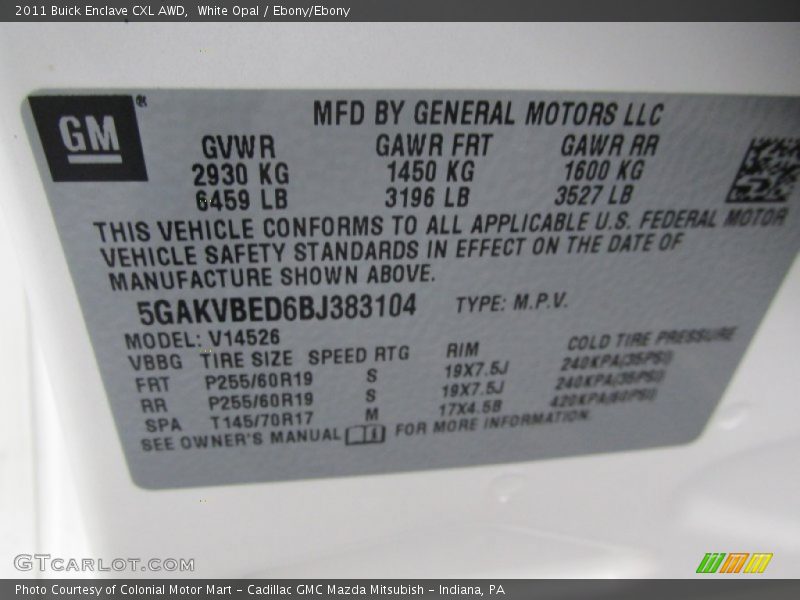 2011 Buick Enclave CXL AWD, White Opal / Ebony/Ebony
GM®
MFD BY GENERAL MOTORS LLC
GVWR GAWR FRT GAWR RR
2930 KG 1450 KG 1600 KG
6459 LB 3196 LB 3527 LB
THIS VEHICLE CONFORMS TO ALL APPLICABLE U.S. FEDERAL MOTOR
VEHICLE SAFETY STANDARDS IN EFFECT ON THE DATE OF
MANUFACTURE SHOWN ABOVE.
5GAKVBED6BJ383104 TYPE: M.P.V.
MODEL: V14526
VBBG TIRE SIZE SPEED RTG RIM COLD TIRE PRESSURE
FRT P255/60R19 S 19X7.5J 240KPA(35PSI)
RR P255/60R19 S 19X7.5J 240KPA(35PSI)
SPA T145/70R17 M 17X4.5B 420KPA(60PSI)
SEE OWNER'S MANUAL FOR MORE INFORMATION.
GTCARLOT.COM
Photo Courtesy of Colonial Motor Mart - Cadillac GMC Mazda Mitsubish - Indiana, PA